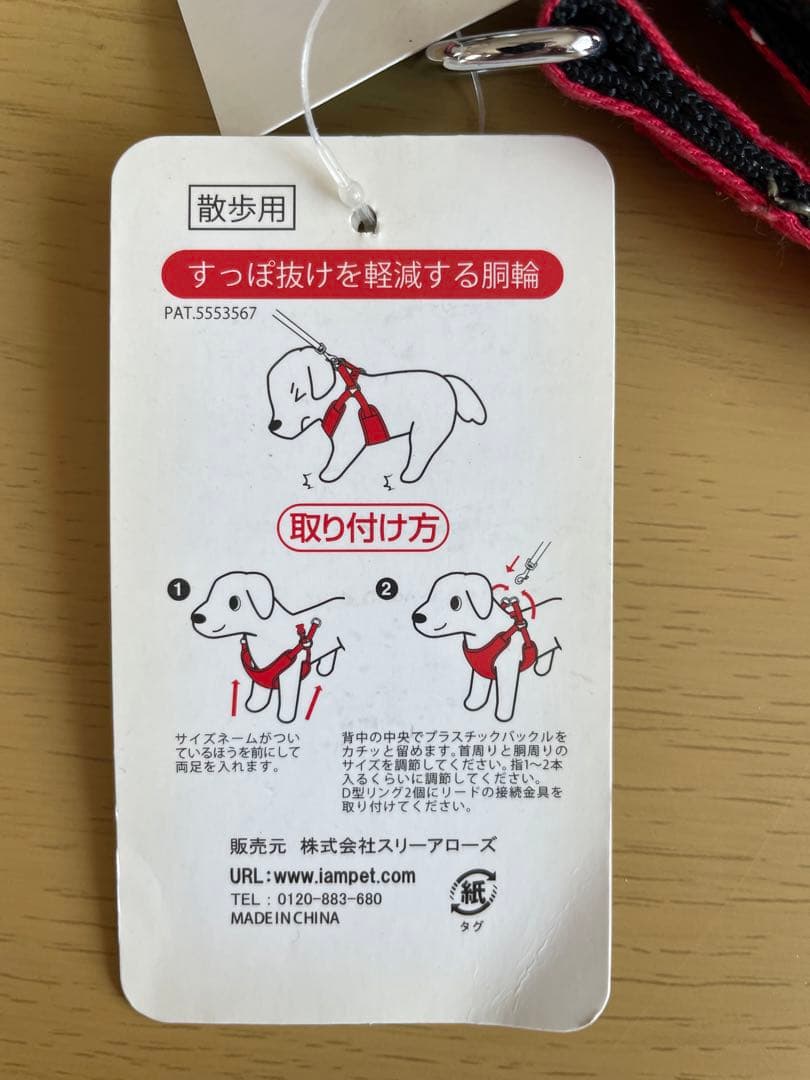 散歩用
すっぽ抜けを軽減する胴輪
PAT.5553567
取り付け方
1
サイズネームがつい
ているほうを前にして
両足を入れます。
2
背中の中央でプラスチックバックルを
カチッと留めます。首周りと胴周りの
サイズを調節してください。指1〜2本
入るくらいに調節してください。
D型リング2個にリードの接続金具を
取り付けてください。
販売元 株式会社スリーアローズ
URL:www.iampet.com
TEL : 0120-883-680
MADE IN CHINA
紙
タグ